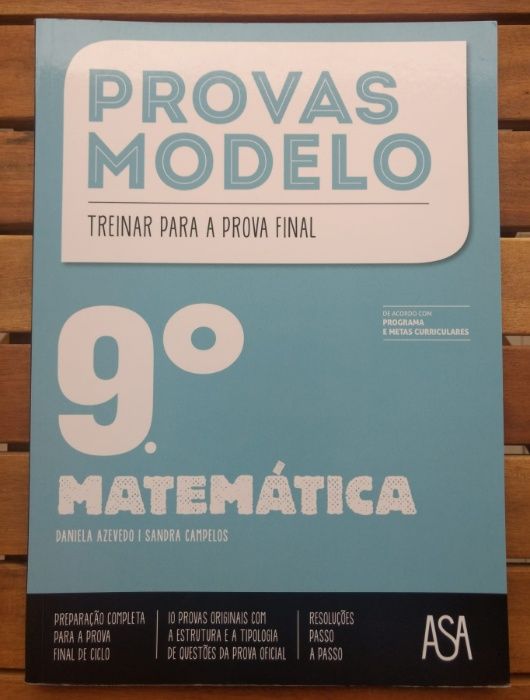 PROVAS
MODELO
TREINAR PARA A PROVA FINAL
DE ACORDO COM
PROGRAMA
E METAS CURRICULARES
9.º
MATEMÁTICA
DANIELA AZEVEDO | SANDRA CAMPELOS
PREPARAÇÃO COMPLETA
PARA A PROVA
FINAL DE CICLO
10 PROVAS ORIGINAIS COM
A ESTRUTURA E A TIPOLOGIA
DE QUESTÕES DA PROVA OFICIAL
RESOLUÇÕES
PASSO
A PASSO
ASA